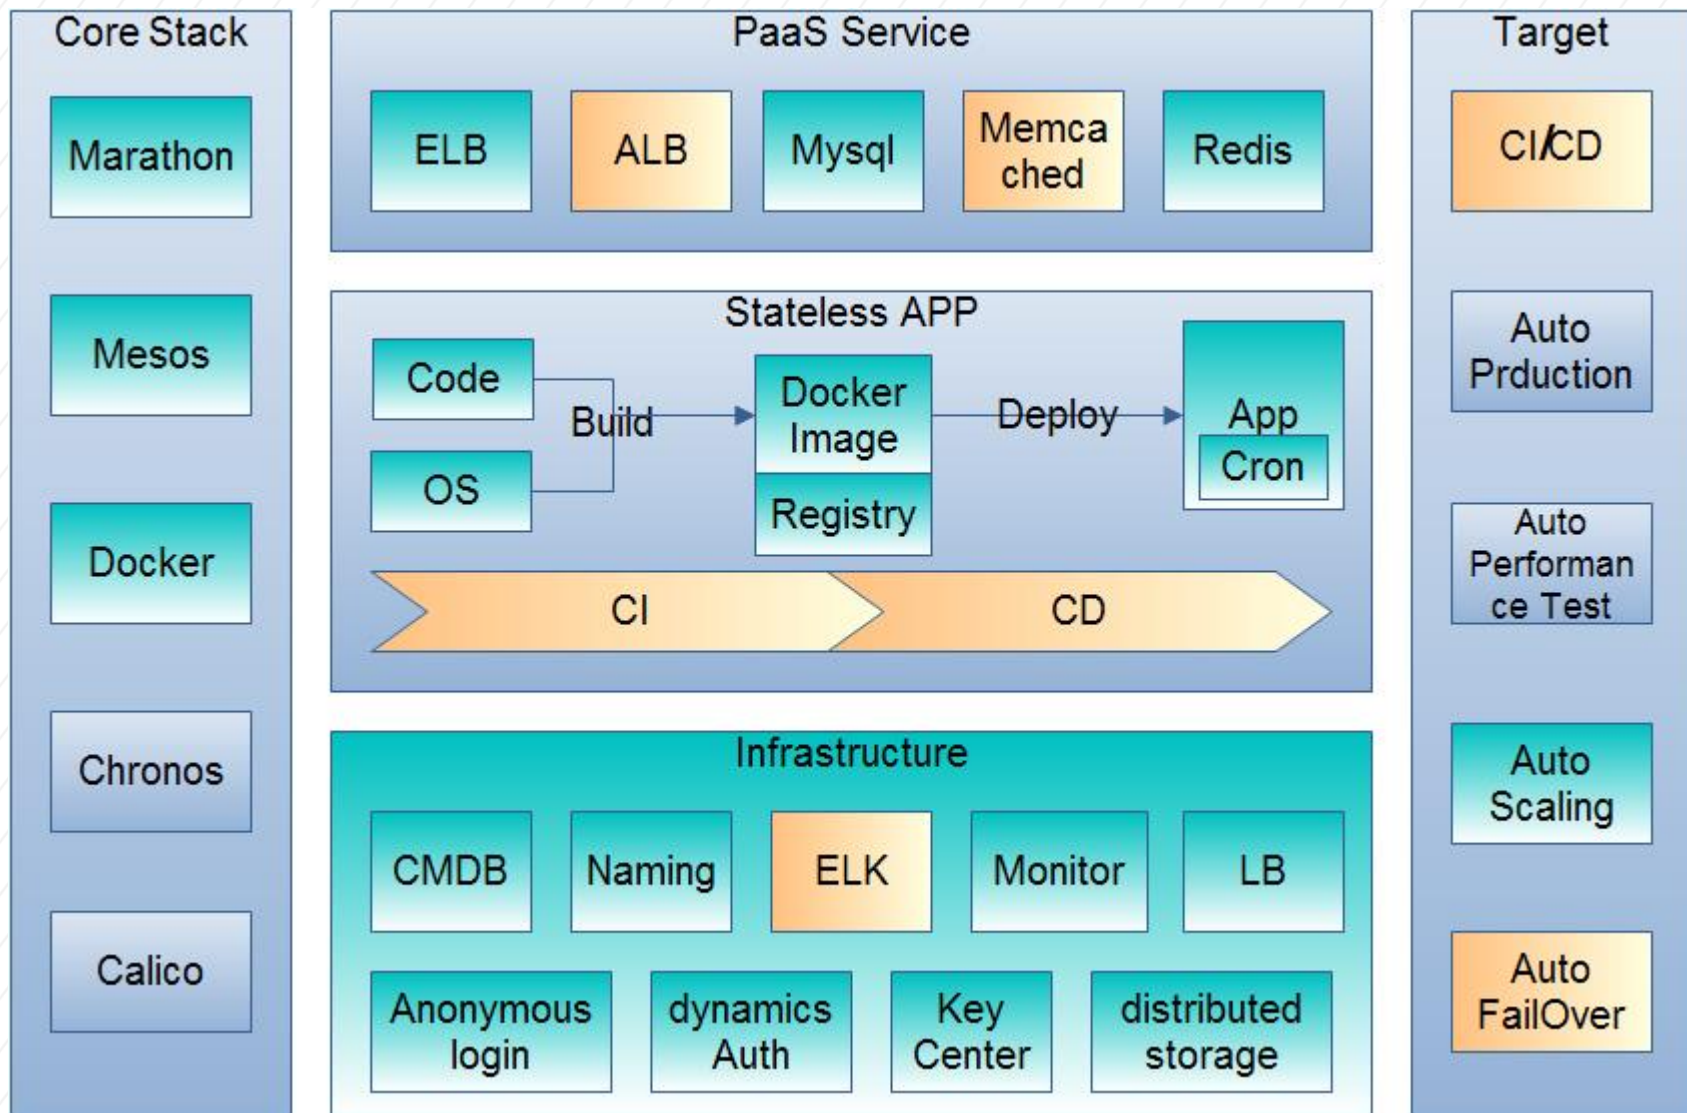 Core Stack
Marathon
Mesos
Docker
Chronos
Calico
PaaS Service
ELB
ALB
Mysql
Memca
ched
Redis
Stateless APP
Code
OS
Build
Docker
Image
Registry
Deploy
App
Cron
CI
CD
Infrastructure
CMDB
Naming
ELK
Monitor
LB
Anonymous
login
dynamics
Auth
Key
Center
distributed
storage
Target
CI/CD
Auto
Prduction
Auto
Performan
ce Test
Auto
Scaling
Auto
FailOver